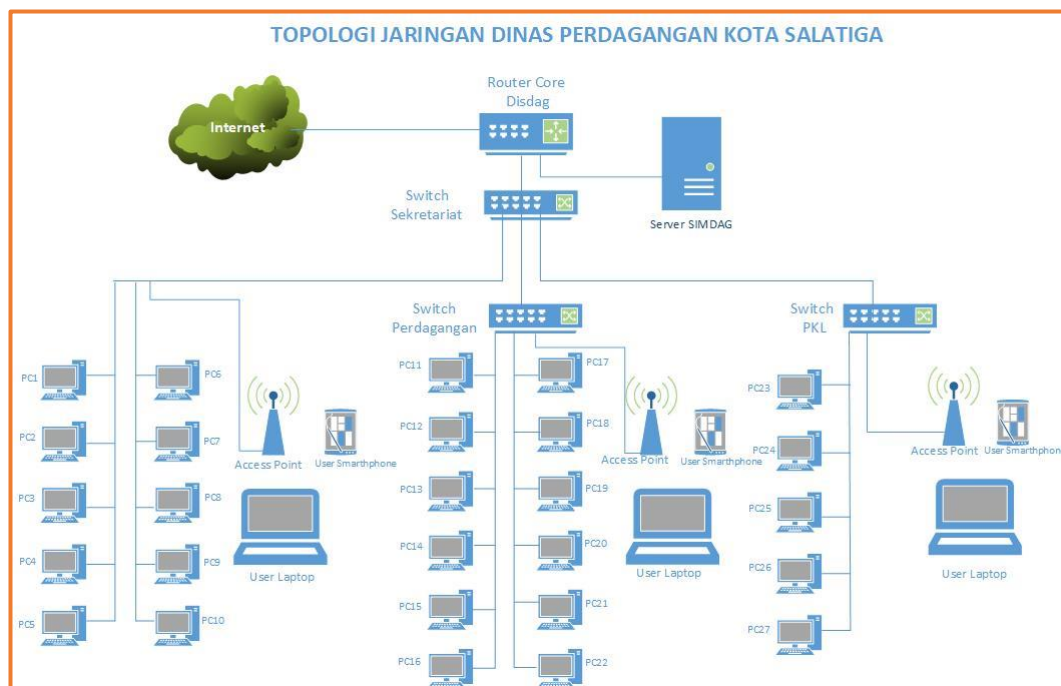 TOPOLOGI JARINGAN DINAS PERDAGANGAN KOTA SALATIGA
Router Core
Disdag
Internet
Switch
Sekretariat
Server SIMDAG
Switch
Perdagangan
Switch
PKL
PC1
PC6
PC2
PC7
PC3
PC8
PC4
PC9
PC5
PC10
Access Point
User Smarthphone
User Laptop
PC11
PC17
PC12
PC18
PC13
PC19
PC14
PC20
PC15
PC21
PC16
PC22
Access Point
User Smarthphone
User Laptop
PC23
PC24
PC25
PC26
PC27
Access Point
User Smarthphon
User Laptop